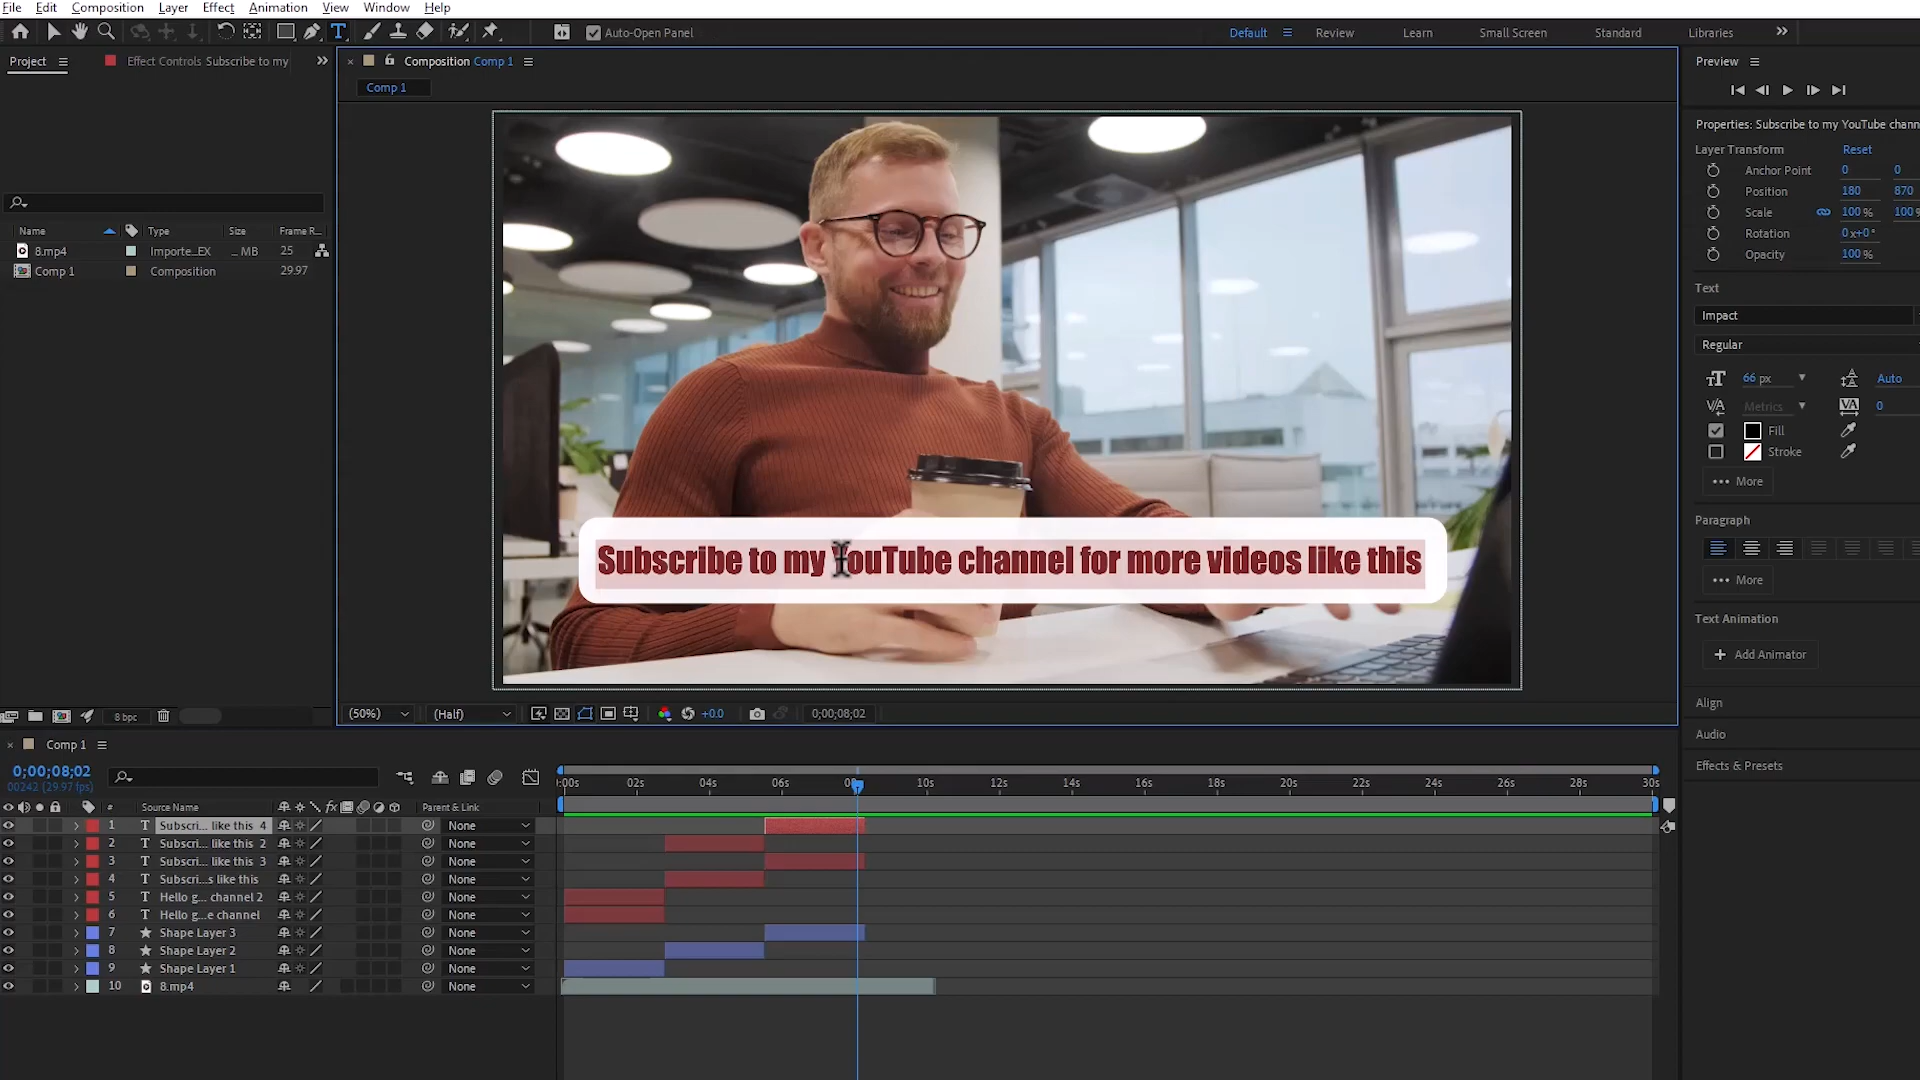 File Edit Composition Layer Effect Animation View Window Help
Auto-Open Panel Default Review Learn Small Screen Standard Libraries
Project Effect Controls Subscribe to my
Composition Comp 1
Comp 1
Name Type Size Frame R...
8.mp4 Importe...EX ... MB 25
Comp 1 Composition 29.97
8 bpc
Subscribe to my YouTube channel for more videos like this
(50%) (Half) +0.0 0;00;08;02
Preview
Properties: Subscribe to my YouTube chann
Layer Transform Reset
Anchor Point 0 0
Position 180 870
Scale 100 % 100 %
Rotation 0x+0°
Opacity 100 %
Text
Impact
Regular
66 px Auto
Metrics 0
Fill
Stroke
More
Paragraph
More
Text Animation
Add Animator
Align
Audio
Effects & Presets
Comp 1
0;00;08;02
00242 (29.97 fps)
# Source Name Parent & Link
1 T Subscri... like this 4 None
2 T Subscri... like this 2 None
3 T Subscri... like this 3 None
4 T Subscri...s like this None
5 T Hello g... channel 2 None
6 T Hello g...e channel None
7 Shape Layer 3 None
8 Shape Layer 2 None
9 Shape Layer 1 None
10 8.mp4 None
:00s 02s 04s 06s 10s 12s 14s 16s 18s 20s 22s 24s 26s 28s 30s